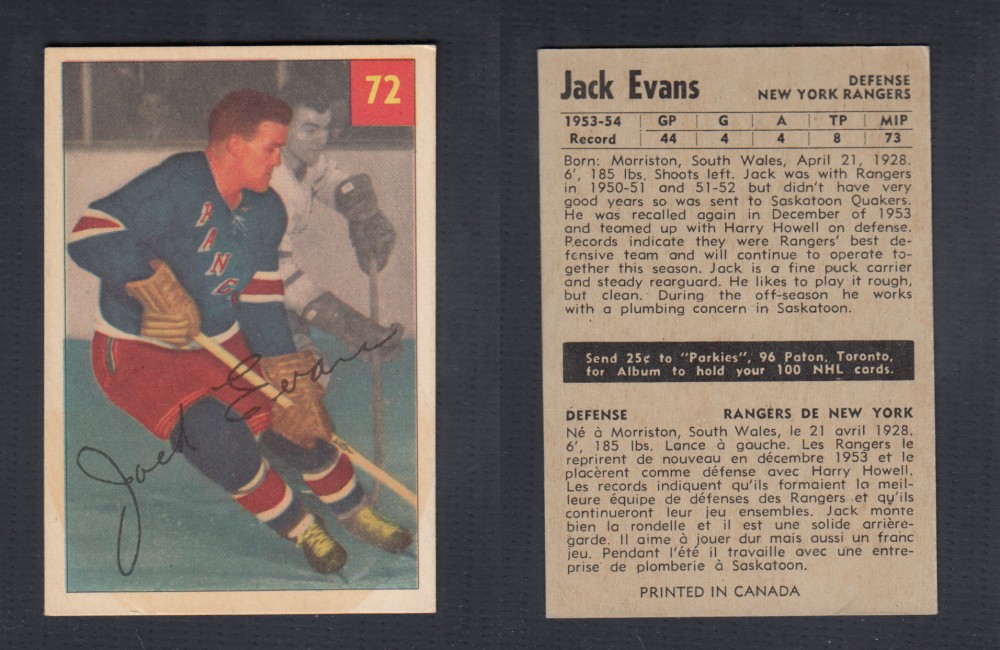 72
RANG
Jack Evans
Jack Evans
DEFENSE
NEW YORK RANGERS
1953-54 GP G A TP MIP
Record 44 4 4 8 73
Born: Morriston, South Wales, April 21, 1928.
6', 185 lbs. Shoots left. Jack was with Rangers
in 1950-51 and 51-52 but didn't have very
good years so was sent to Saskatoon Quakers.
He was recalled again in December of 1953
and teamed up with Harry Howell on defense.
Records indicate they were Rangers' best de-
fensive team and will continue to operate to-
gether this season. Jack is a fine puck carrier
and steady rearguard. He likes to play it rough,
but clean. During the off-season he works
with a plumbing concern in Saskatoon.
Send 25¢ to "Parkies", 96 Paton, Toronto,
for Album to hold your 100 NHL cards.
DEFENSE RANGERS DE NEW YORK
Né à Morriston, South Wales, le 21 avril 1928.
6', 185 lbs. Lance à gauche. Les Rangers le
reprirent de nouveau en décembre 1953 et le
placèrent comme défense avec Harry Howell.
Les records indiquent qu'ils formaient la meil-
leure équipe de défenses des Rangers et qu'ils
continueront leur jeu ensembles. Jack monte
bien la rondelle et il est une solide arrière-
garde. Il aime à jouer dur mais aussi un franc
jeu. Pendant l'été il travaille avec une entre-
prise de plomberie à Saskatoon.
PRINTED IN CANADA